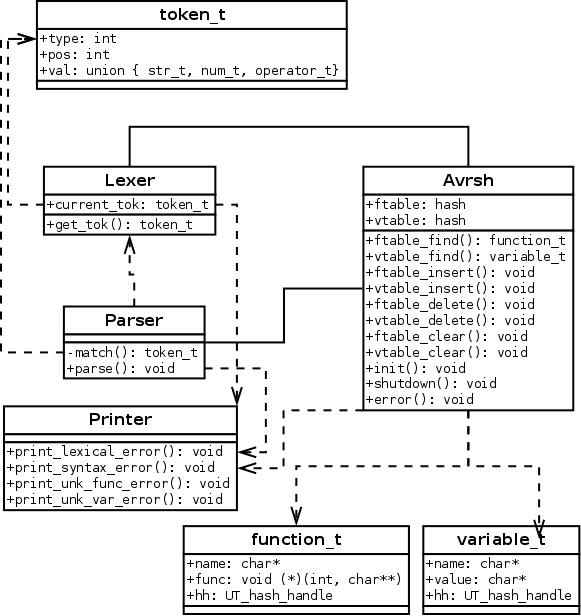 token_t
+type: int
+pos: int
+val: union { str_t, num_t, operator_t}
Lexer
+current_tok: token_t
+get_tok(): token_t
Avrsh
+ftable: hash
+vtable: hash
+ftable_find(): function_t
+vtable_find(): variable_t
+ftable_insert(): void
+vtable_insert(): void
+ftable_delete(): void
+vtable_delete(): void
+ftable_clear(): void
+vtable_clear(): void
+init(): void
+shutdown(): void
+error(): void
Parser
-match(): token_t
+parse(): void
Printer
+print_lexical_error(): void
+print_syntax_error(): void
+print_unk_func_error(): void
+print_unk_var_error(): void
function_t
+name: char*
+func: void (*)(int, char**)
+hh: UT_hash_handle
variable_t
+name: char*
+value: char*
+hh: UT_hash_handle